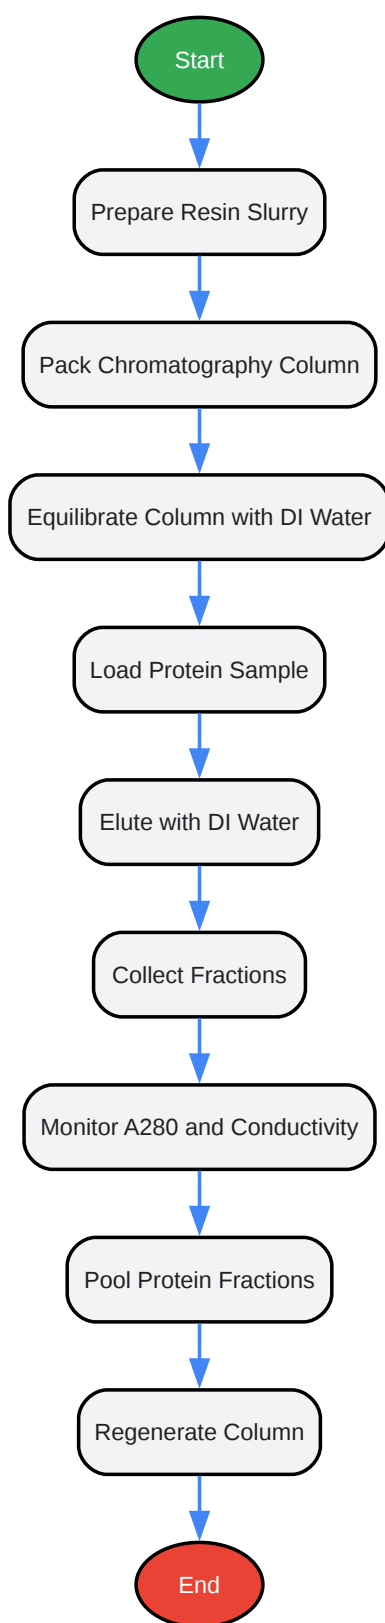 Start
Prepare Resin Slurry
Pack Chromatography Column
Equilibrate Column with DI Water
Load Protein Sample
Elute with DI Water
Collect Fractions
Monitor A280 and Conductivity
Pool Protein Fractions
Regenerate Column
End